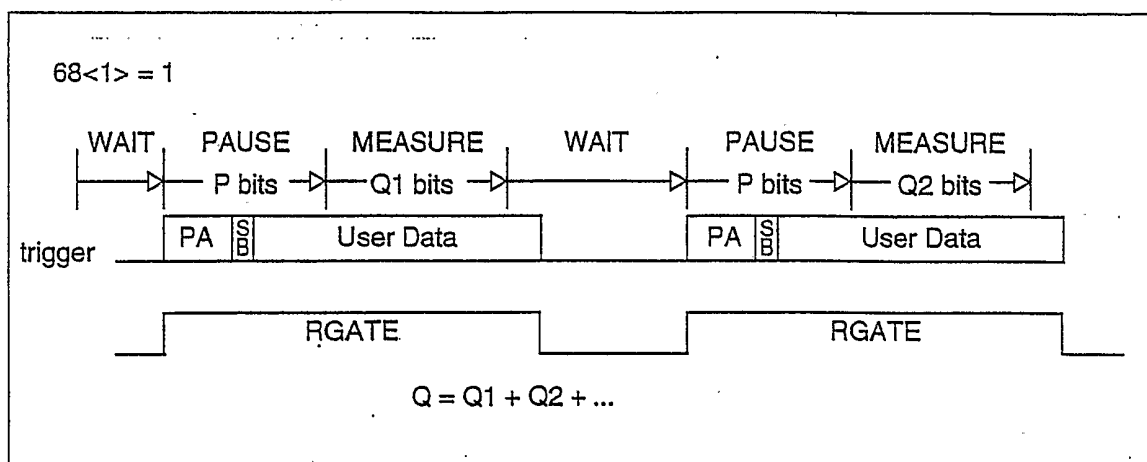 68<1> = 1
WAIT PAUSE MEASURE WAIT PAUSE MEASURE
P bits Q1 bits P bits Q2 bits
PA SB User Data PA SB User Data
trigger
RGATE RGATE
Q = Q1 + Q2 + ...